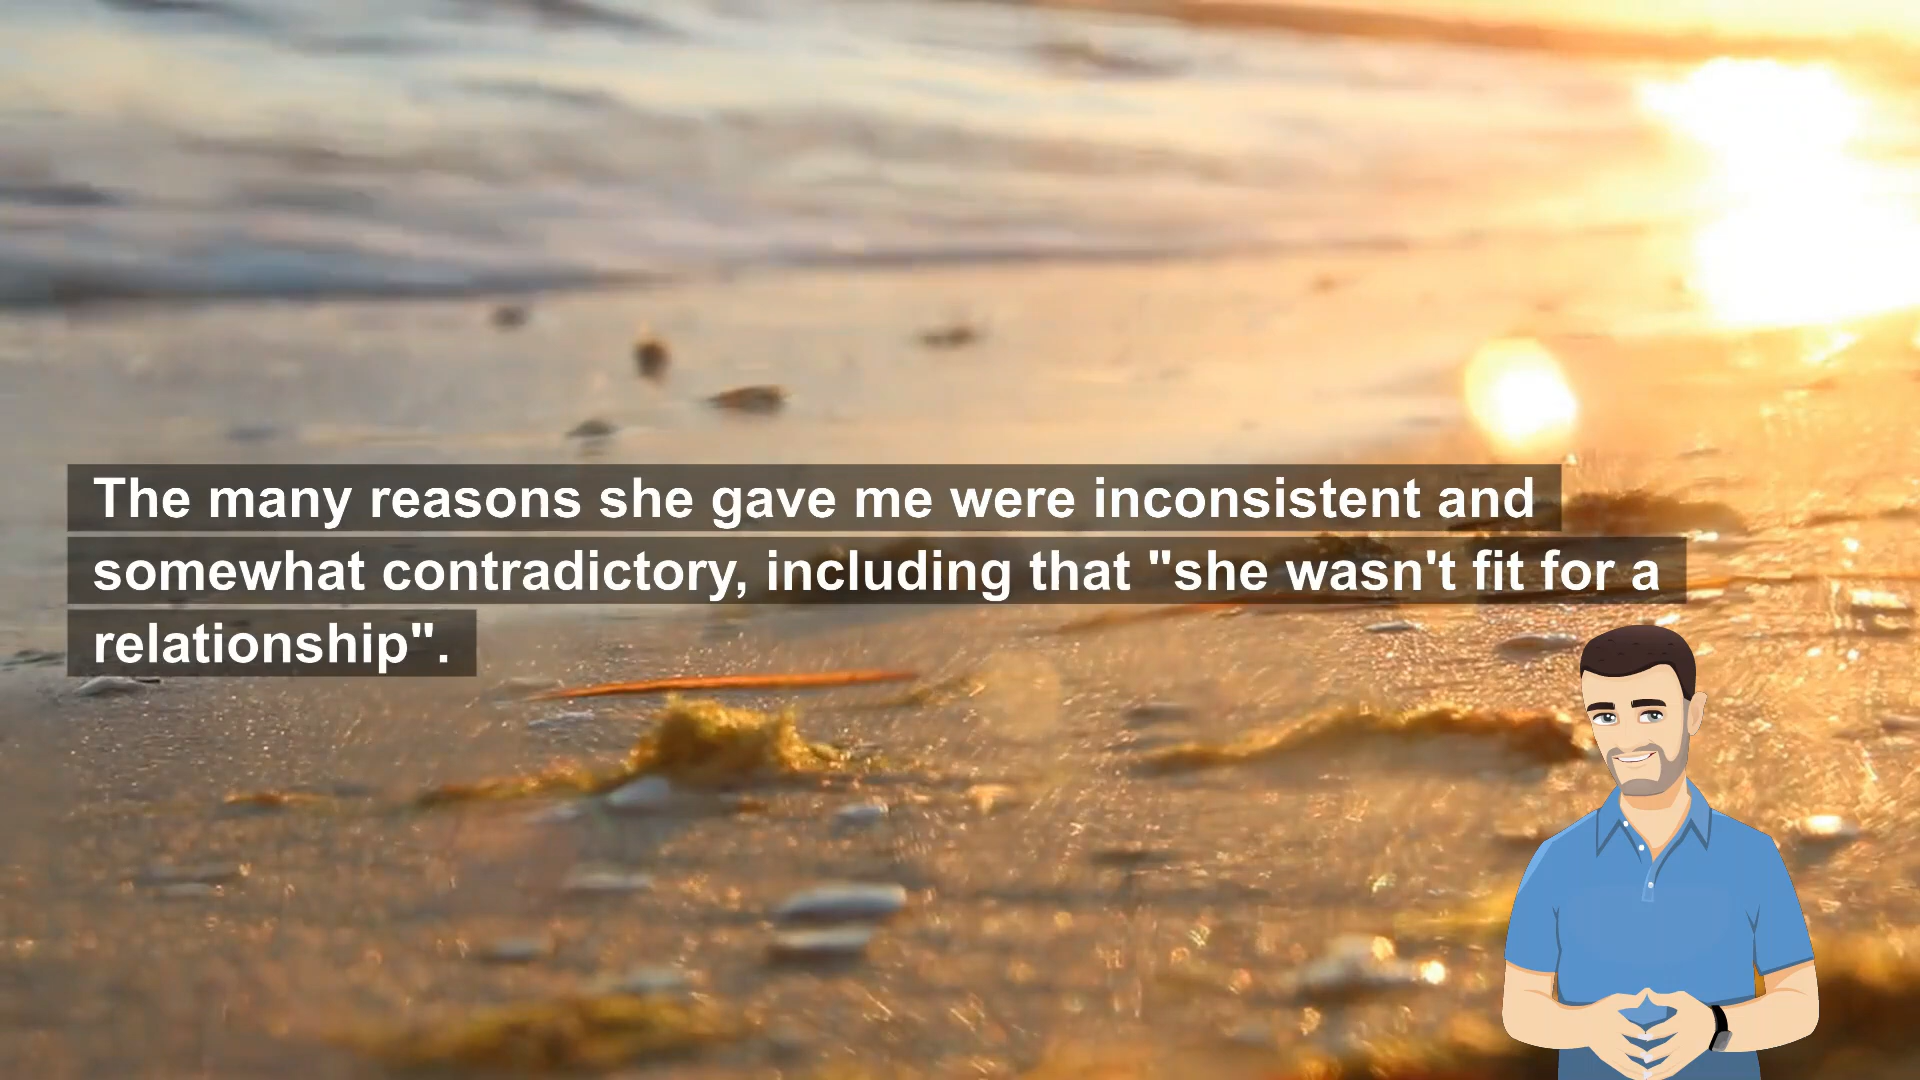 The many reasons she gave me were inconsistent and
somewhat contradictory, including that "she wasn't fit for a
relationship".